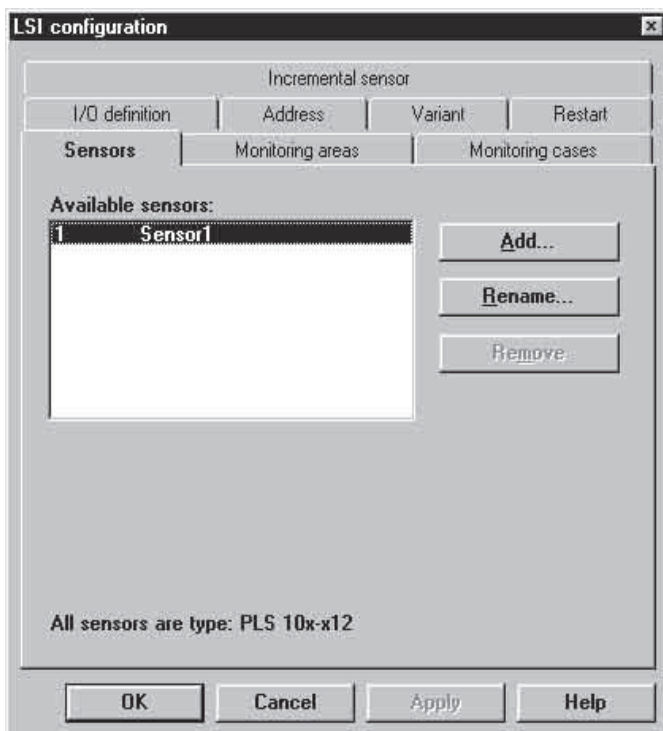 LSI configuration
Incremental sensor
I/O definition Address Variant Restart
Sensors Monitoring areas Monitoring cases
Available sensors:
1 Sensor1
Add...
Rename...
Remove
All sensors are type: PLS 10x-x12
OK Cancel Apply Help